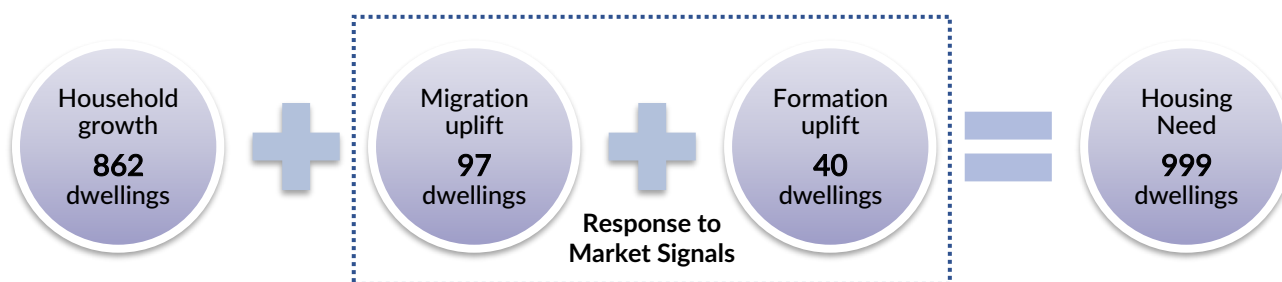 Household
growth
862
dwellings
Migration
uplift
97
dwellings
Response to
Market Signals
Formation
uplift
40
dwellings
Housing
Need
999
dwellings